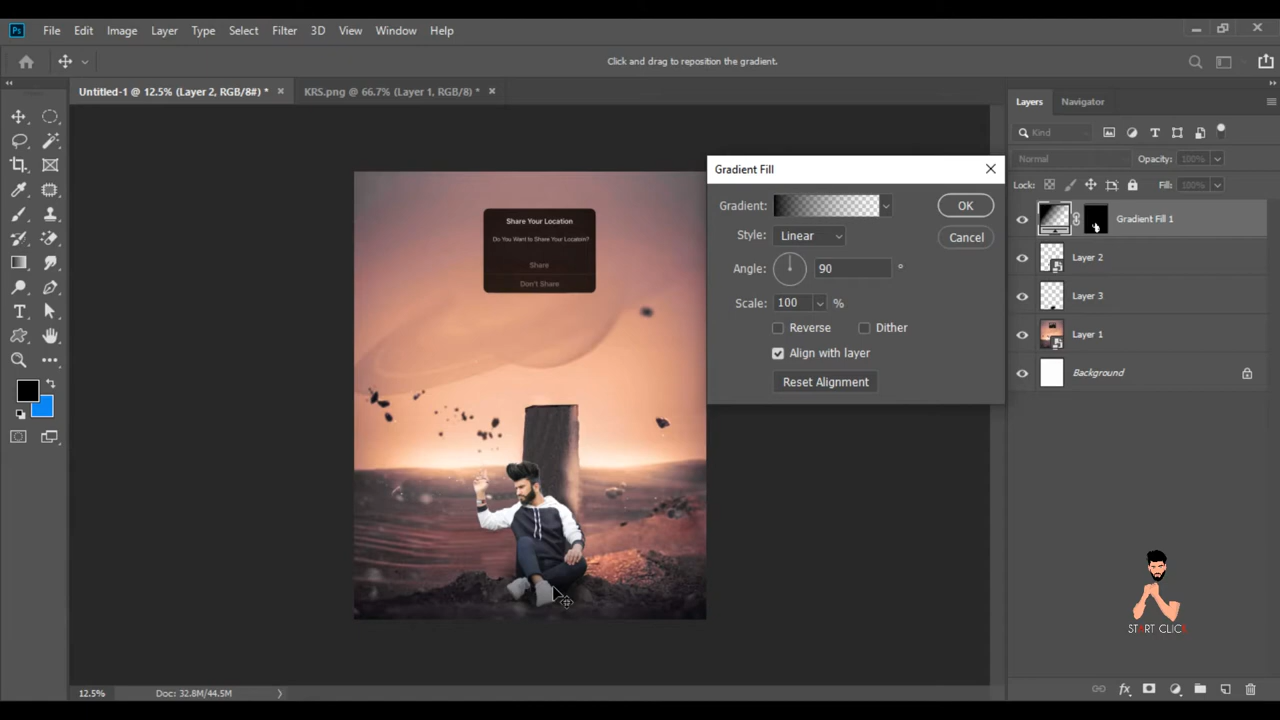 Ps File Edit Image Layer Type Select Filter 3D View Window Help
Click and drag to reposition the gradient.
Untitled-1 @ 12.5% (Layer 2, RGB/8#) * × KRS.png @ 66.7% (Layer 1, RGB/8) * ×
Layers Navigator
Kind
Normal Opacity: 100%
Lock: Fill: 100%
Gradient Fill 1
Layer 2
Layer 3
Layer 1
Background
Gradient Fill
Gradient: OK
Style: Linear Cancel
Angle: 90 °
Scale: 100 %
Reverse Dither
Align with layer
Reset Alignment
Share Your Location?
Do You Want to Share Your Location?
Share
Don't Share
START CLICK
12.5% Doc: 32.8M/44.5M